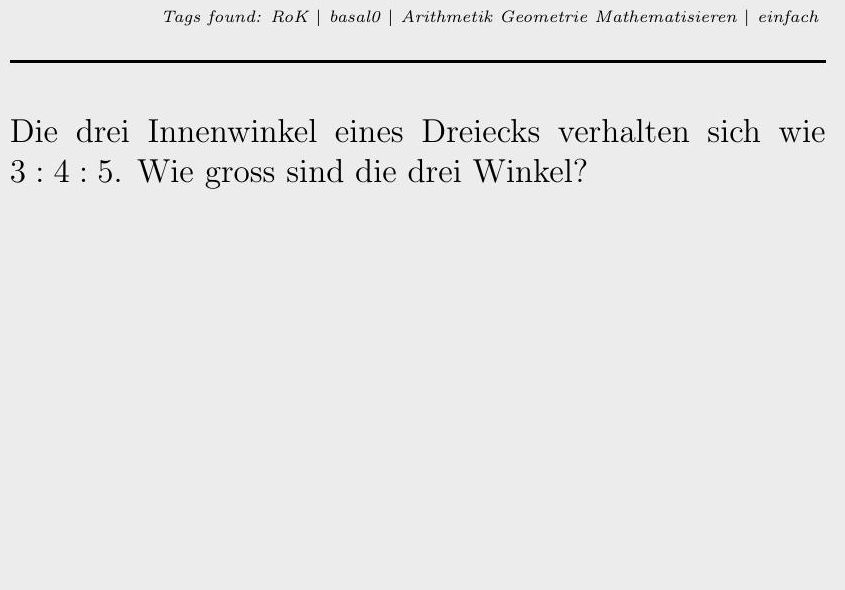 Tags found: RoK | basal0 | Arithmetik Geometrie Mathematisieren | einfach
Die drei Innenwinkel eines Dreiecks verhalten sich wie
3 : 4 : 5. Wie gross sind die drei Winkel?